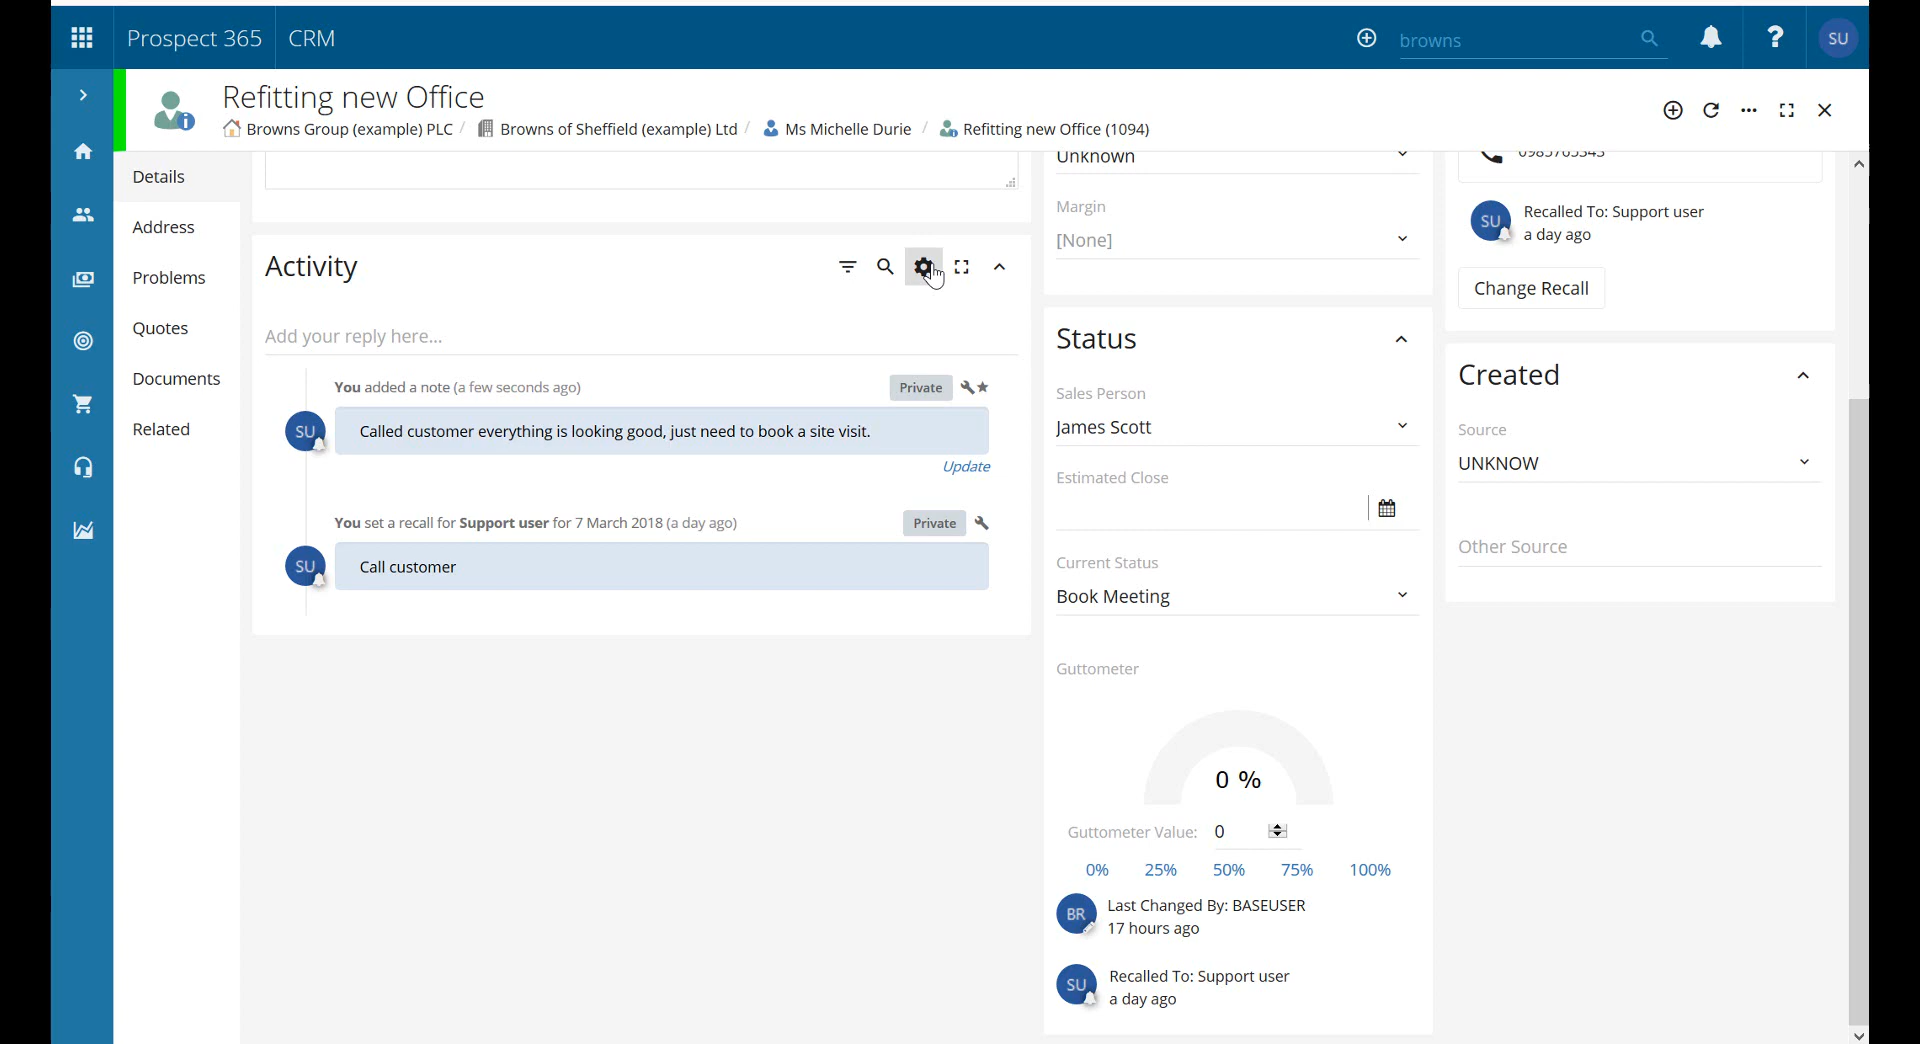 Prospect 365
CRM
browns
?
SU
Refitting new Office
Browns Group (example) PLC / Browns of Sheffield (example) Ltd / Ms Michelle Durie / Refitting new Office (1094)
Details
Address
Problems
Quotes
Documents
Related
Activity
Add your reply here...
You added a note (a few seconds ago)
Private
SU
Called customer everything is looking good, just need to book a site visit.
Update
You set a recall for Support user for 7 March 2018 (a day ago)
Private
SU
Call customer
Unknown
Margin
[None]
Status
Sales Person
James Scott
Estimated Close
Current Status
Book Meeting
Guttometer
0 %
Guttometer Value: 0
0% 25% 50% 75% 100%
BR
Last Changed By: BASEUSER
17 hours ago
SU
Recalled To: Support user
a day ago
SU
Recalled To: Support user
a day ago
Change Recall
Created
Source
UNKNOW
Other Source